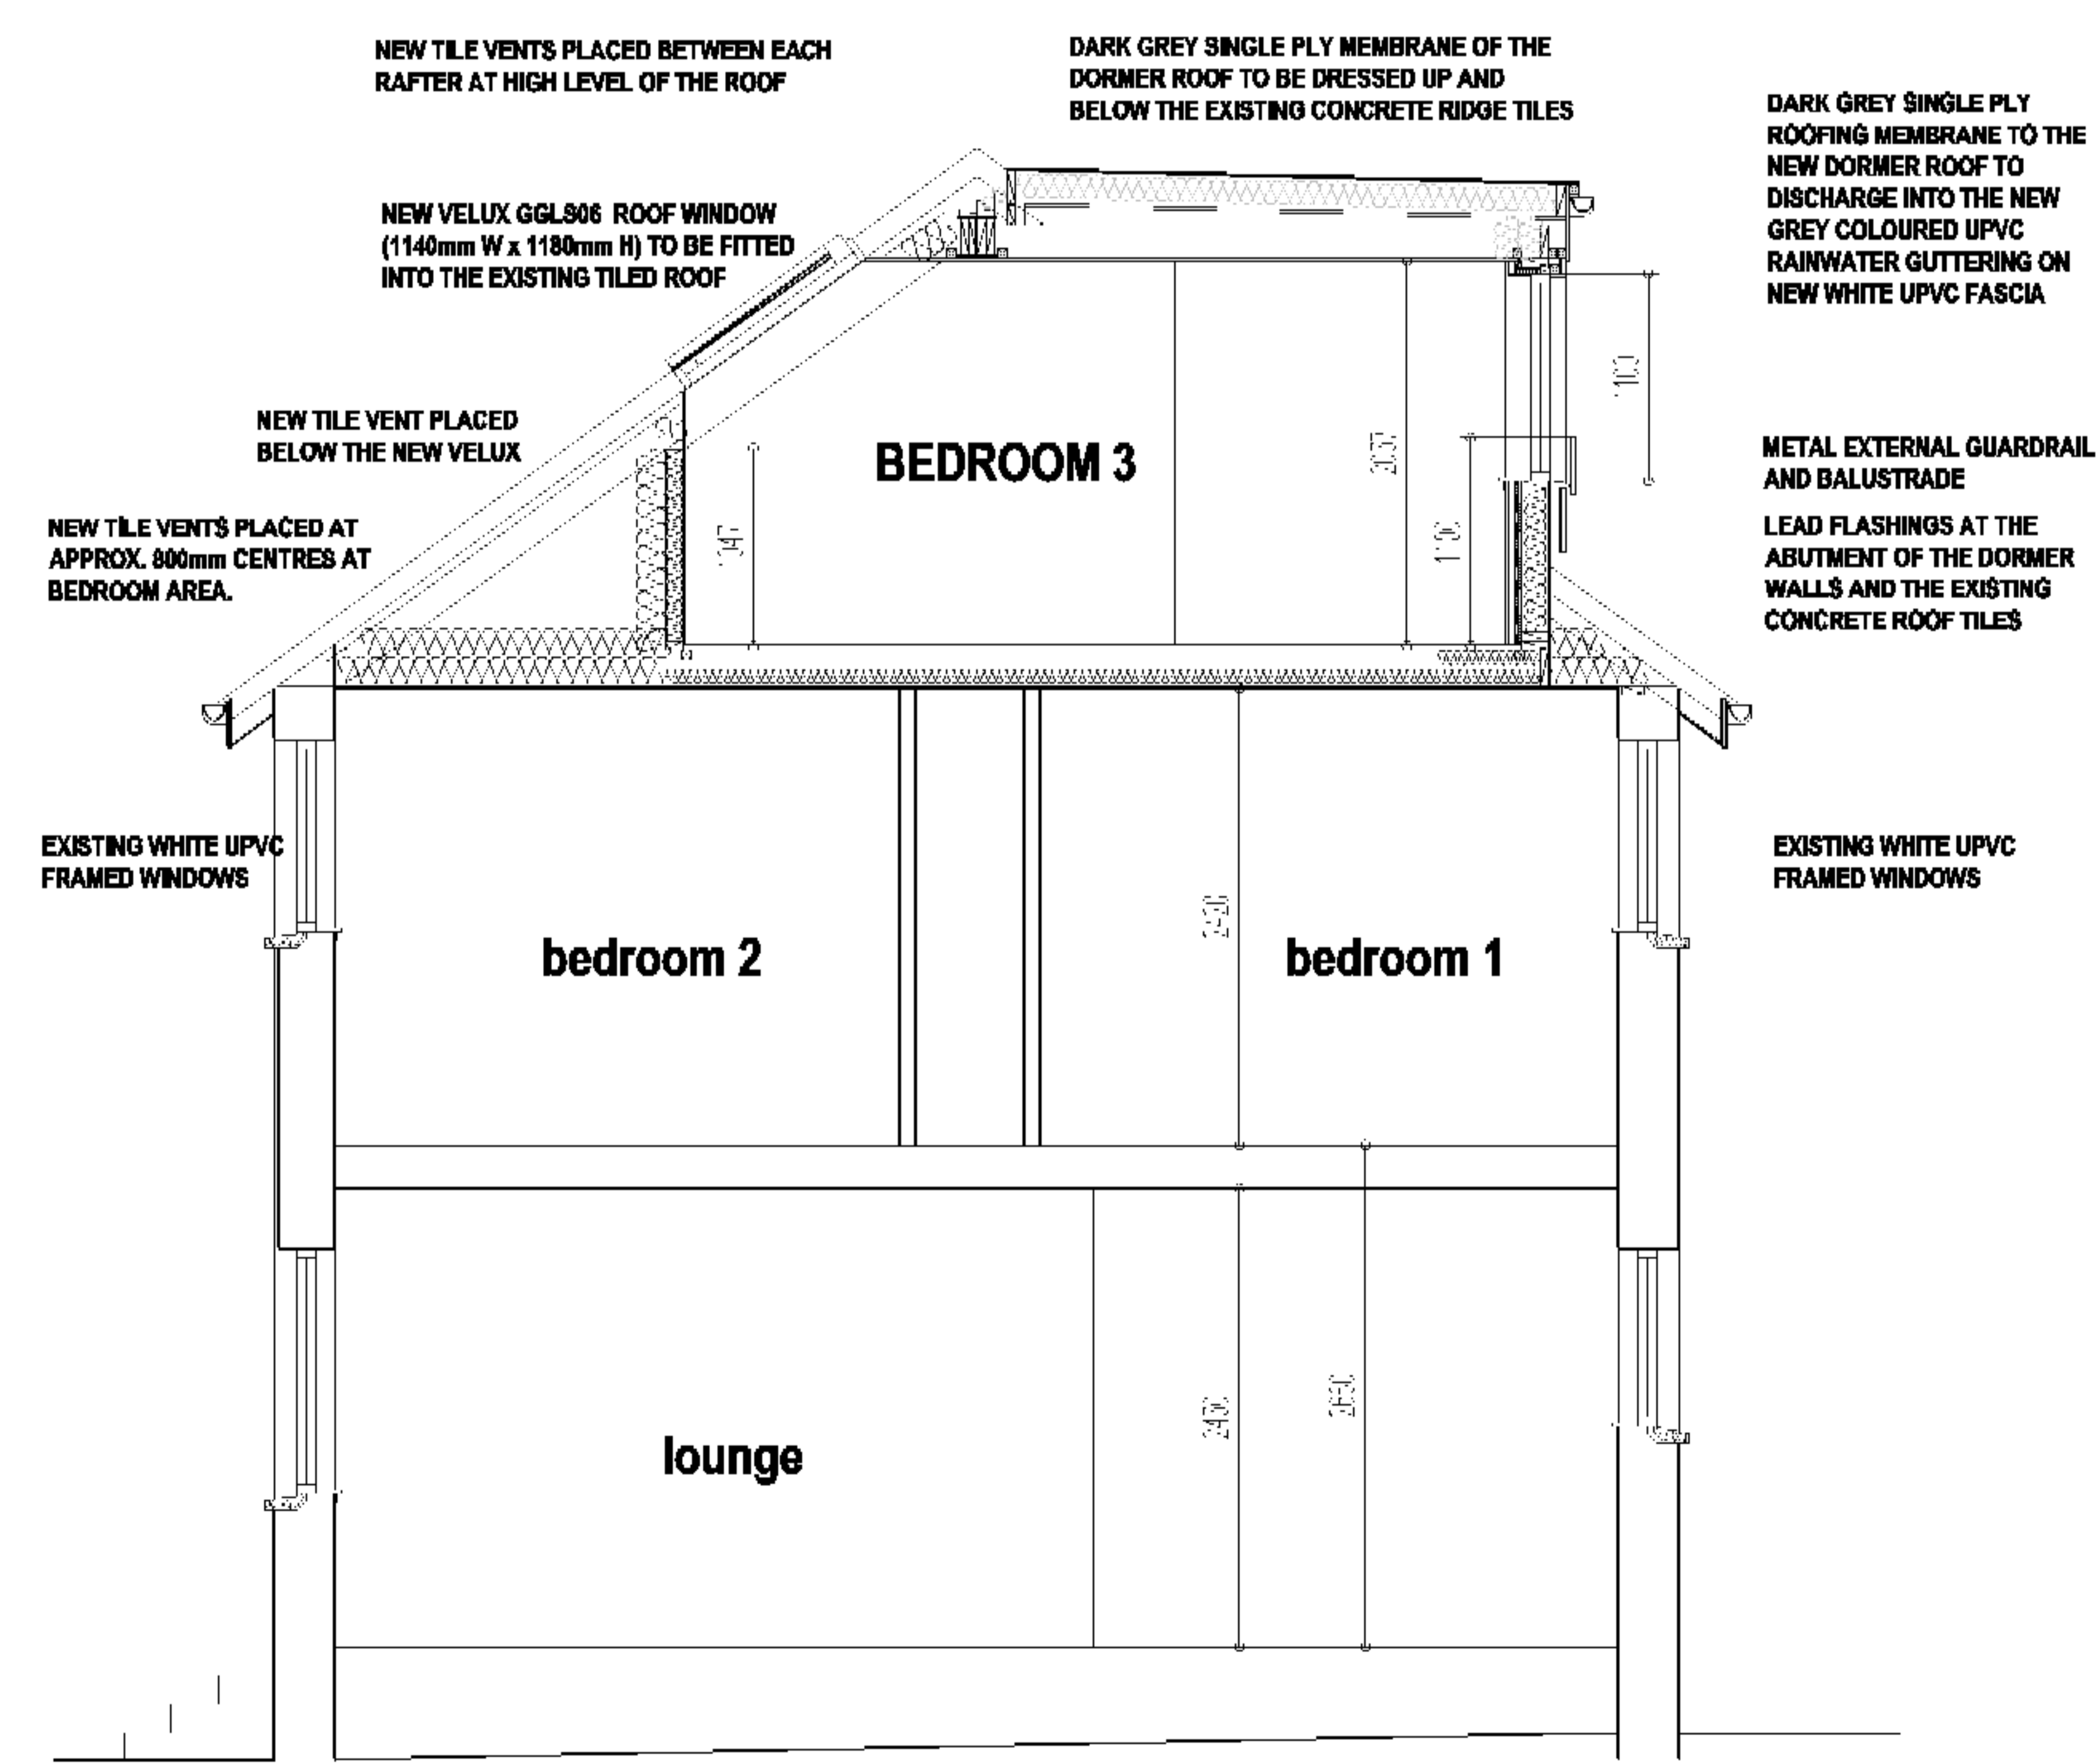 NEW TILE VENTS PLACED BETWEEN EACH
RAFTER AT HIGH LEVEL OF THE ROOF
DARK GREY SINGLE PLY MEMBRANE OF THE
DORMER ROOF TO BE DRESSED UP AND
BELOW THE EXISTING CONCRETE RIDGE TILES
DARK GREY SINGLE PLY
ROOFING MEMBRANE TO THE
NEW DORMER ROOF TO
DISCHARGE INTO THE NEW
GREY COLOURED UPVC
RAINWATER GUTTERING ON
NEW WHITE UPVC FASCIA
NEW VELUX GGLS06 ROOF WINDOW
(1140mm W x 1180mm H) TO BE FITTED
INTO THE EXISTING TILED ROOF
NEW TILE VENT PLACED
BELOW THE NEW VELUX
BEDROOM 3
METAL EXTERNAL GUARDRAIL
AND BALUSTRADE
NEW TILE VENTS PLACED AT
APPROX. 800mm CENTRES AT
BEDROOM AREA.
LEAD FLASHINGS AT THE
ABUTMENT OF THE DORMER
WALLS AND THE EXISTING
CONCRETE ROOF TILES
1100
EXISTING WHITE UPVC
FRAMED WINDOWS
EXISTING WHITE UPVC
FRAMED WINDOWS
2420
bedroom 2
bedroom 1
lounge